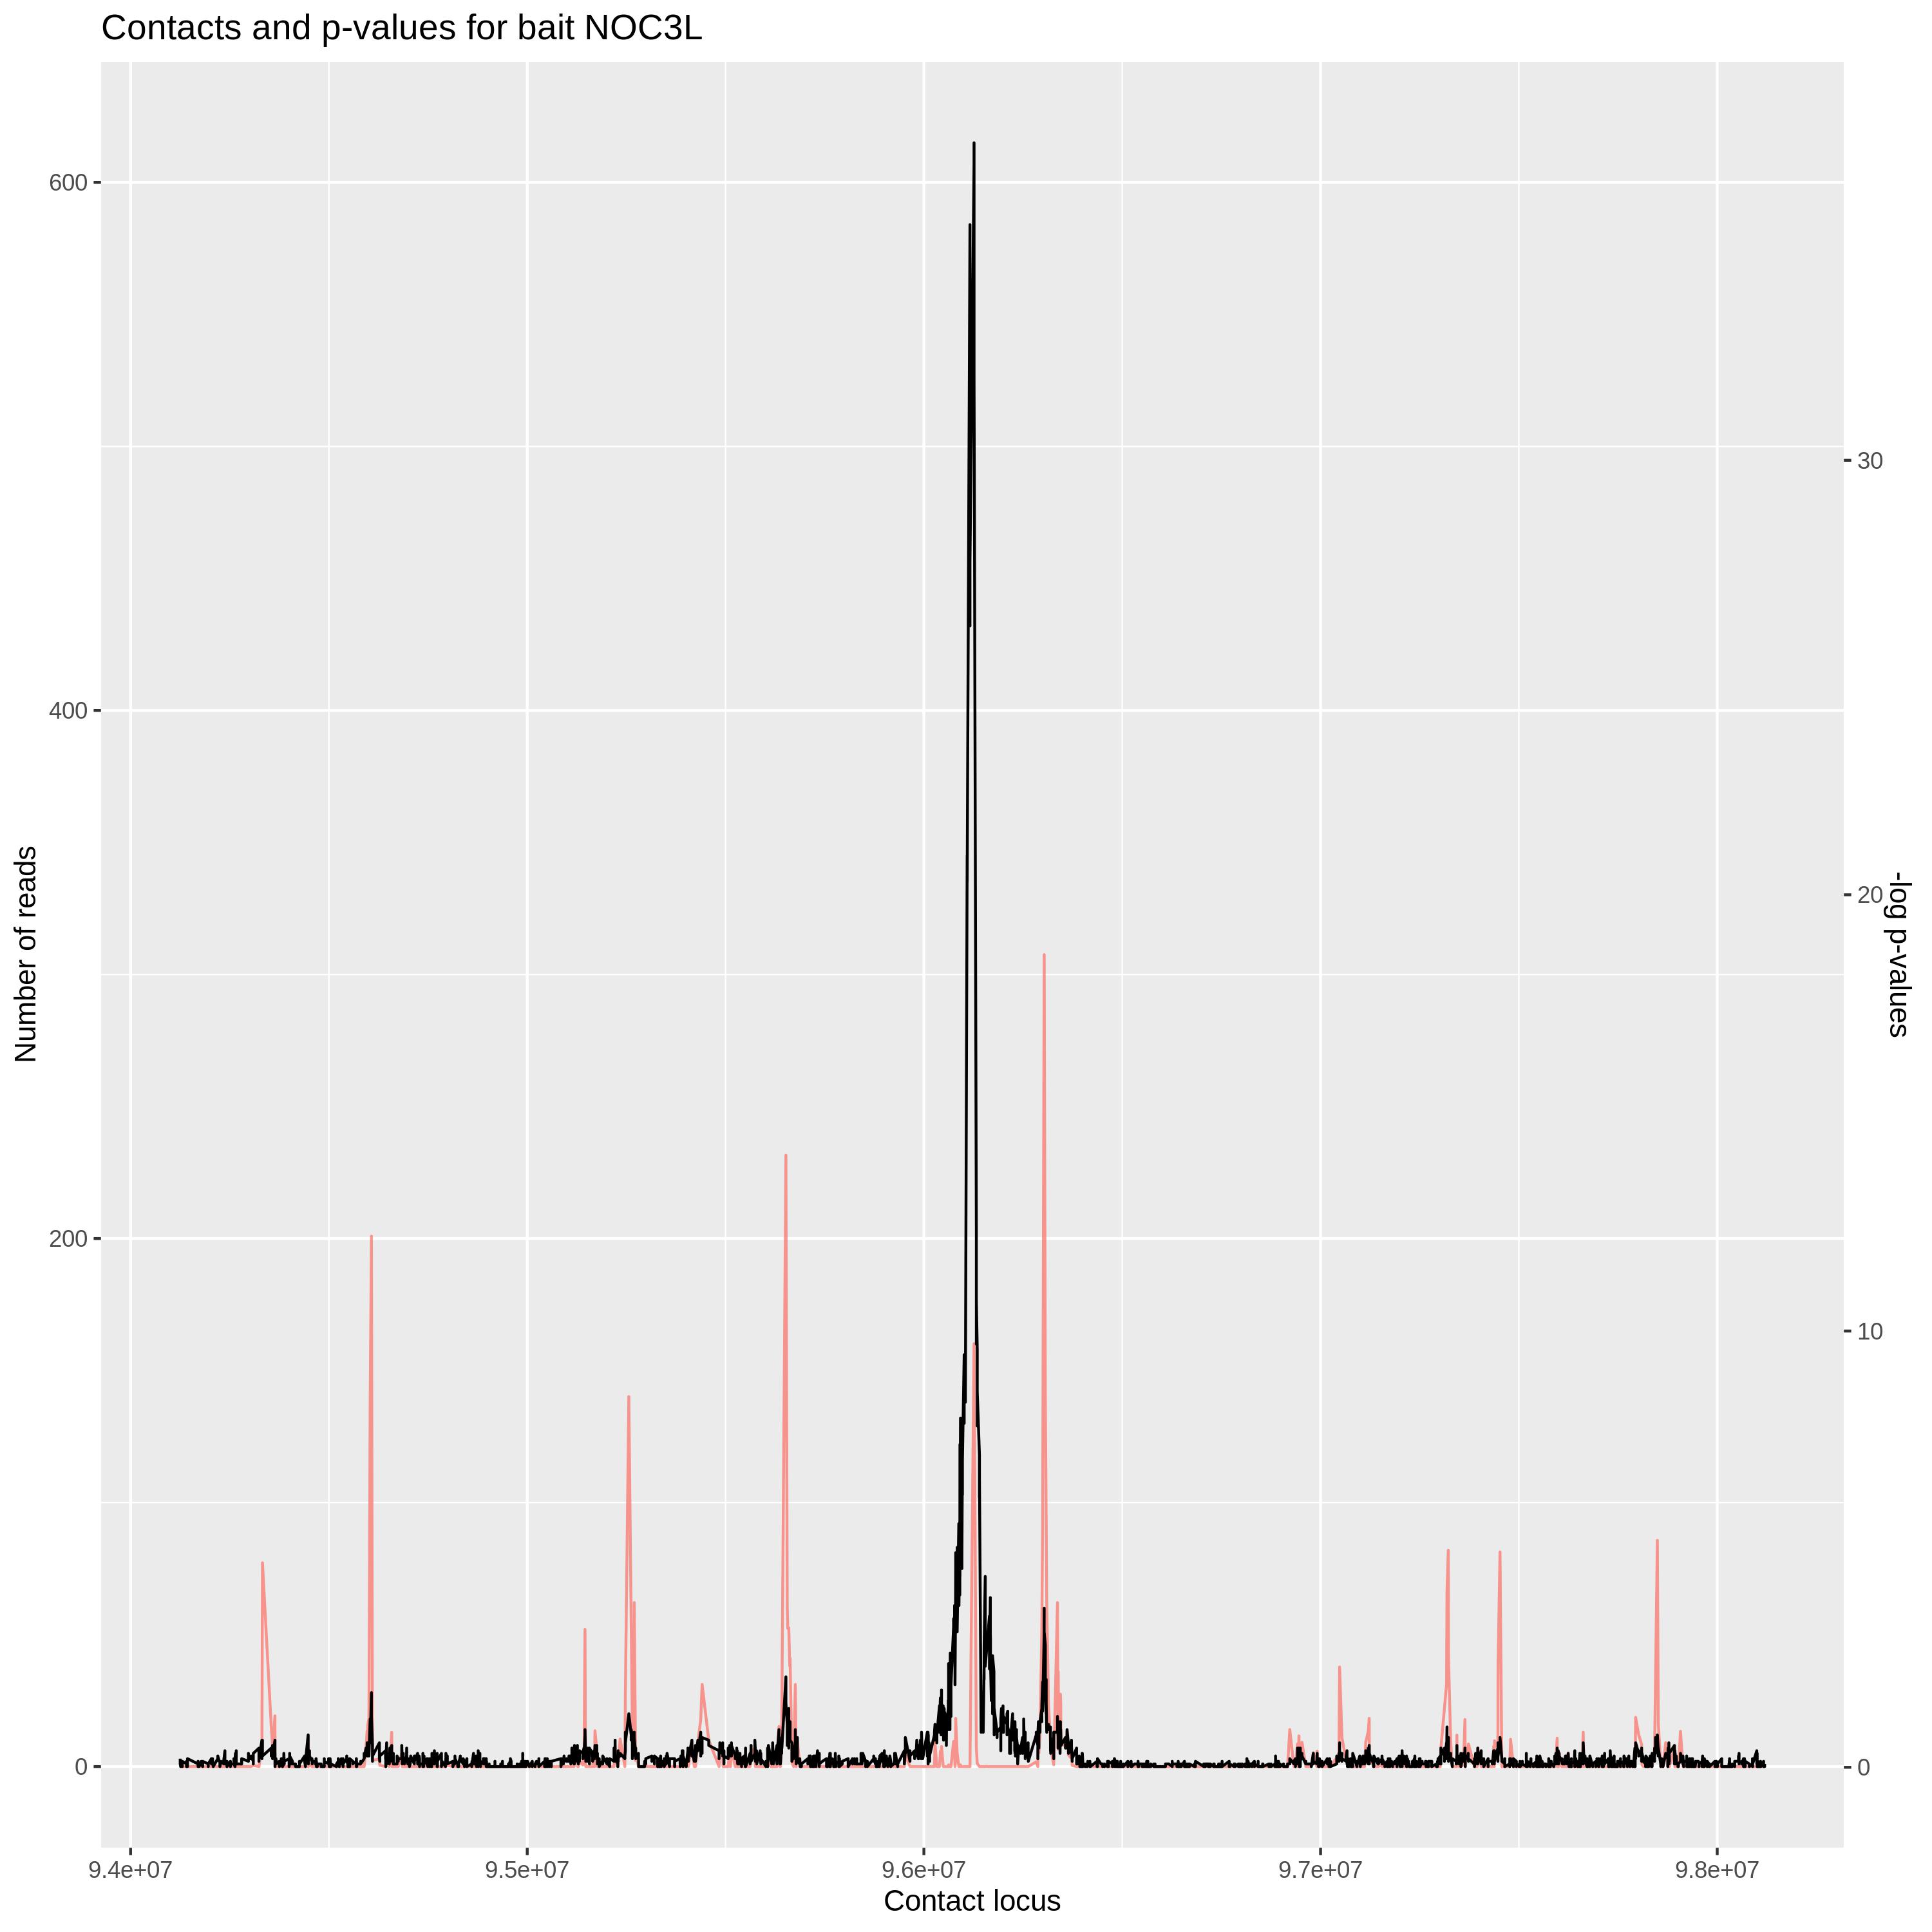 Contacts and p-values for bait NOC3L
600
400
200
0
Number of reads
30
20
10
0
-log p-values
9.4e+07 9.5e+07 9.6e+07 9.7e+07 9.8e+07
Contact locus